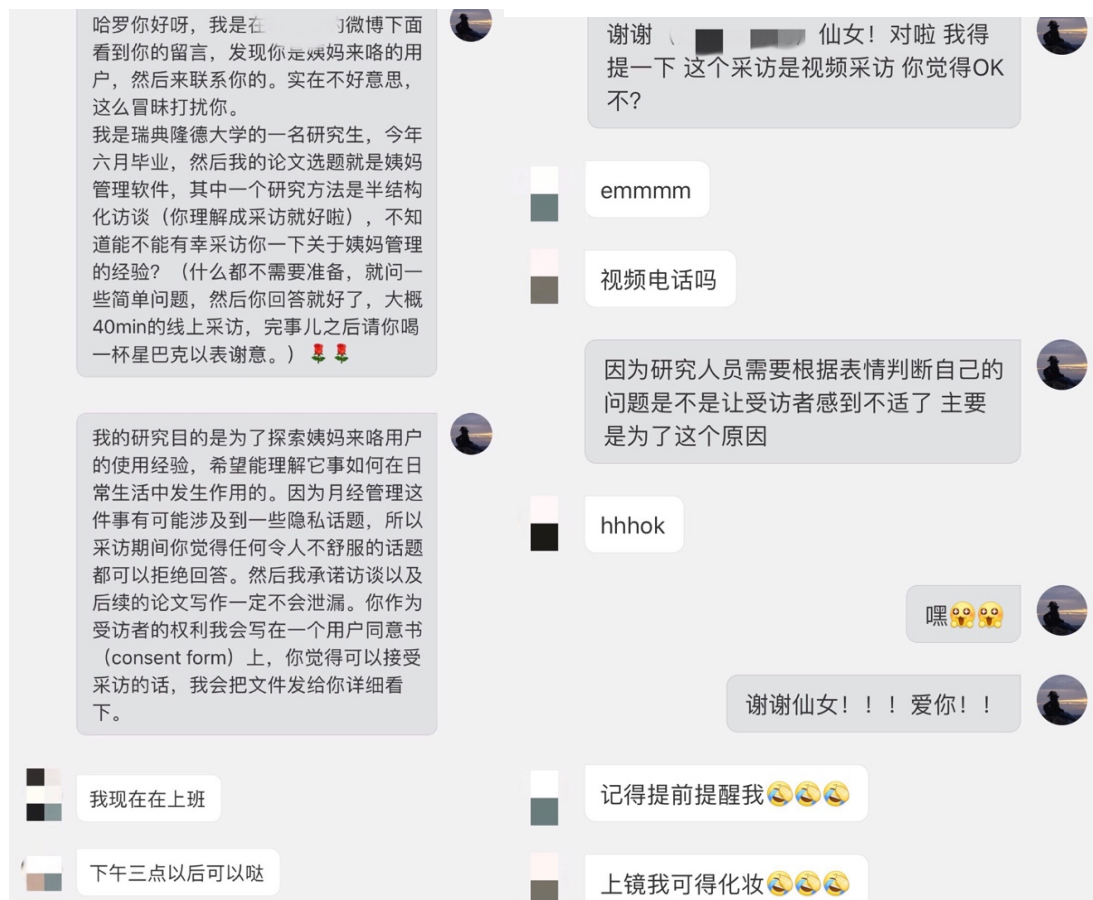 哈罗你好呀，我是在
的微博下面
看到你的留言，发现你是姨妈来咯的用
户，然后来联系你的。实在不好意思，
这么冒昧打扰你。
我是瑞典隆德大学的一名研究生，今年
六月毕业，然后我的论文选题就是姨妈
管理软件，其中一个研究方法是半结构
化访谈（你理解成采访就好啦），不知
道能不能有幸采访你一下关于姨妈管理
的经验？（什么都不需要准备，就问一
些简单问题，然后你回答就好了，大概
40min的线上采访，完事儿之后请你喝
一杯星巴克以表谢意。）🌹🌹
我的研究目的是为了探索姨妈来咯用户
的使用经验，希望能理解它事如何在日
常生活中发生作用的。因为月经管理这
件事有可能涉及到一些隐私话题，所以
采访期间你觉得任何令人不舒服的话题
都可以拒绝回答。然后我承诺访谈以及
后续的论文写作一定不会泄漏。你作为
受访者的权利我会写在一个用户同意书
（consent form）上，你觉得可以接受
采访的话，我会把文件发给你详细看
下。
我现在在上班
下午三点以后可以哒
谢谢（ 仙女！对啦 我得
提一下 这个采访是视频采访 你觉得OK
不？
emmmm
视频电话吗
因为研究人员需要根据表情判断自己的
问题是不是让受访者感到不适了 主要
是为了这个原因
hhhok
嘿😱😱
谢谢仙女！！！爱你！！
记得提前提醒我🤣🤣🤣
上镜我可得化妆🤣🤣🤣